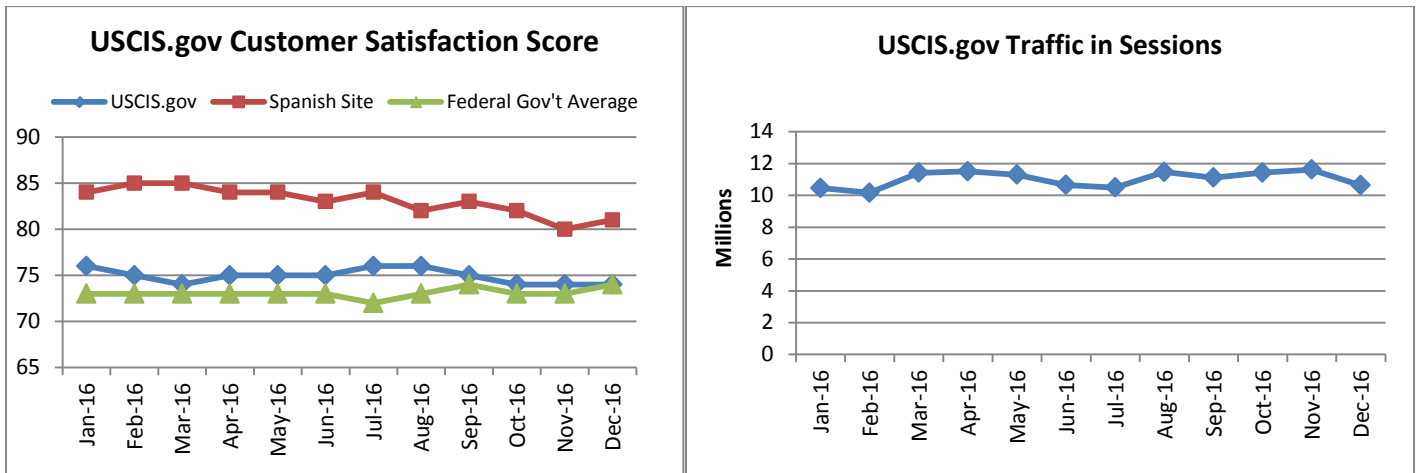 USCIS.gov Customer Satisfaction Score
USCIS.gov Spanish Site Federal Gov't Average
90
85
80
75
70
65
Jan-16
Feb-16
Mar-16
Apr-16
May-16
Jun-16
Jul-16
Aug-16
Sep-16
Oct-16
Nov-16
Dec-16
USCIS.gov Traffic in Sessions
Millions
14
12
10
8
6
4
2
0
Jan-16
Feb-16
Mar-16
Apr-16
May-16
Jun-16
Jul-16
Aug-16
Sep-16
Oct-16
Nov-16
Dec-16